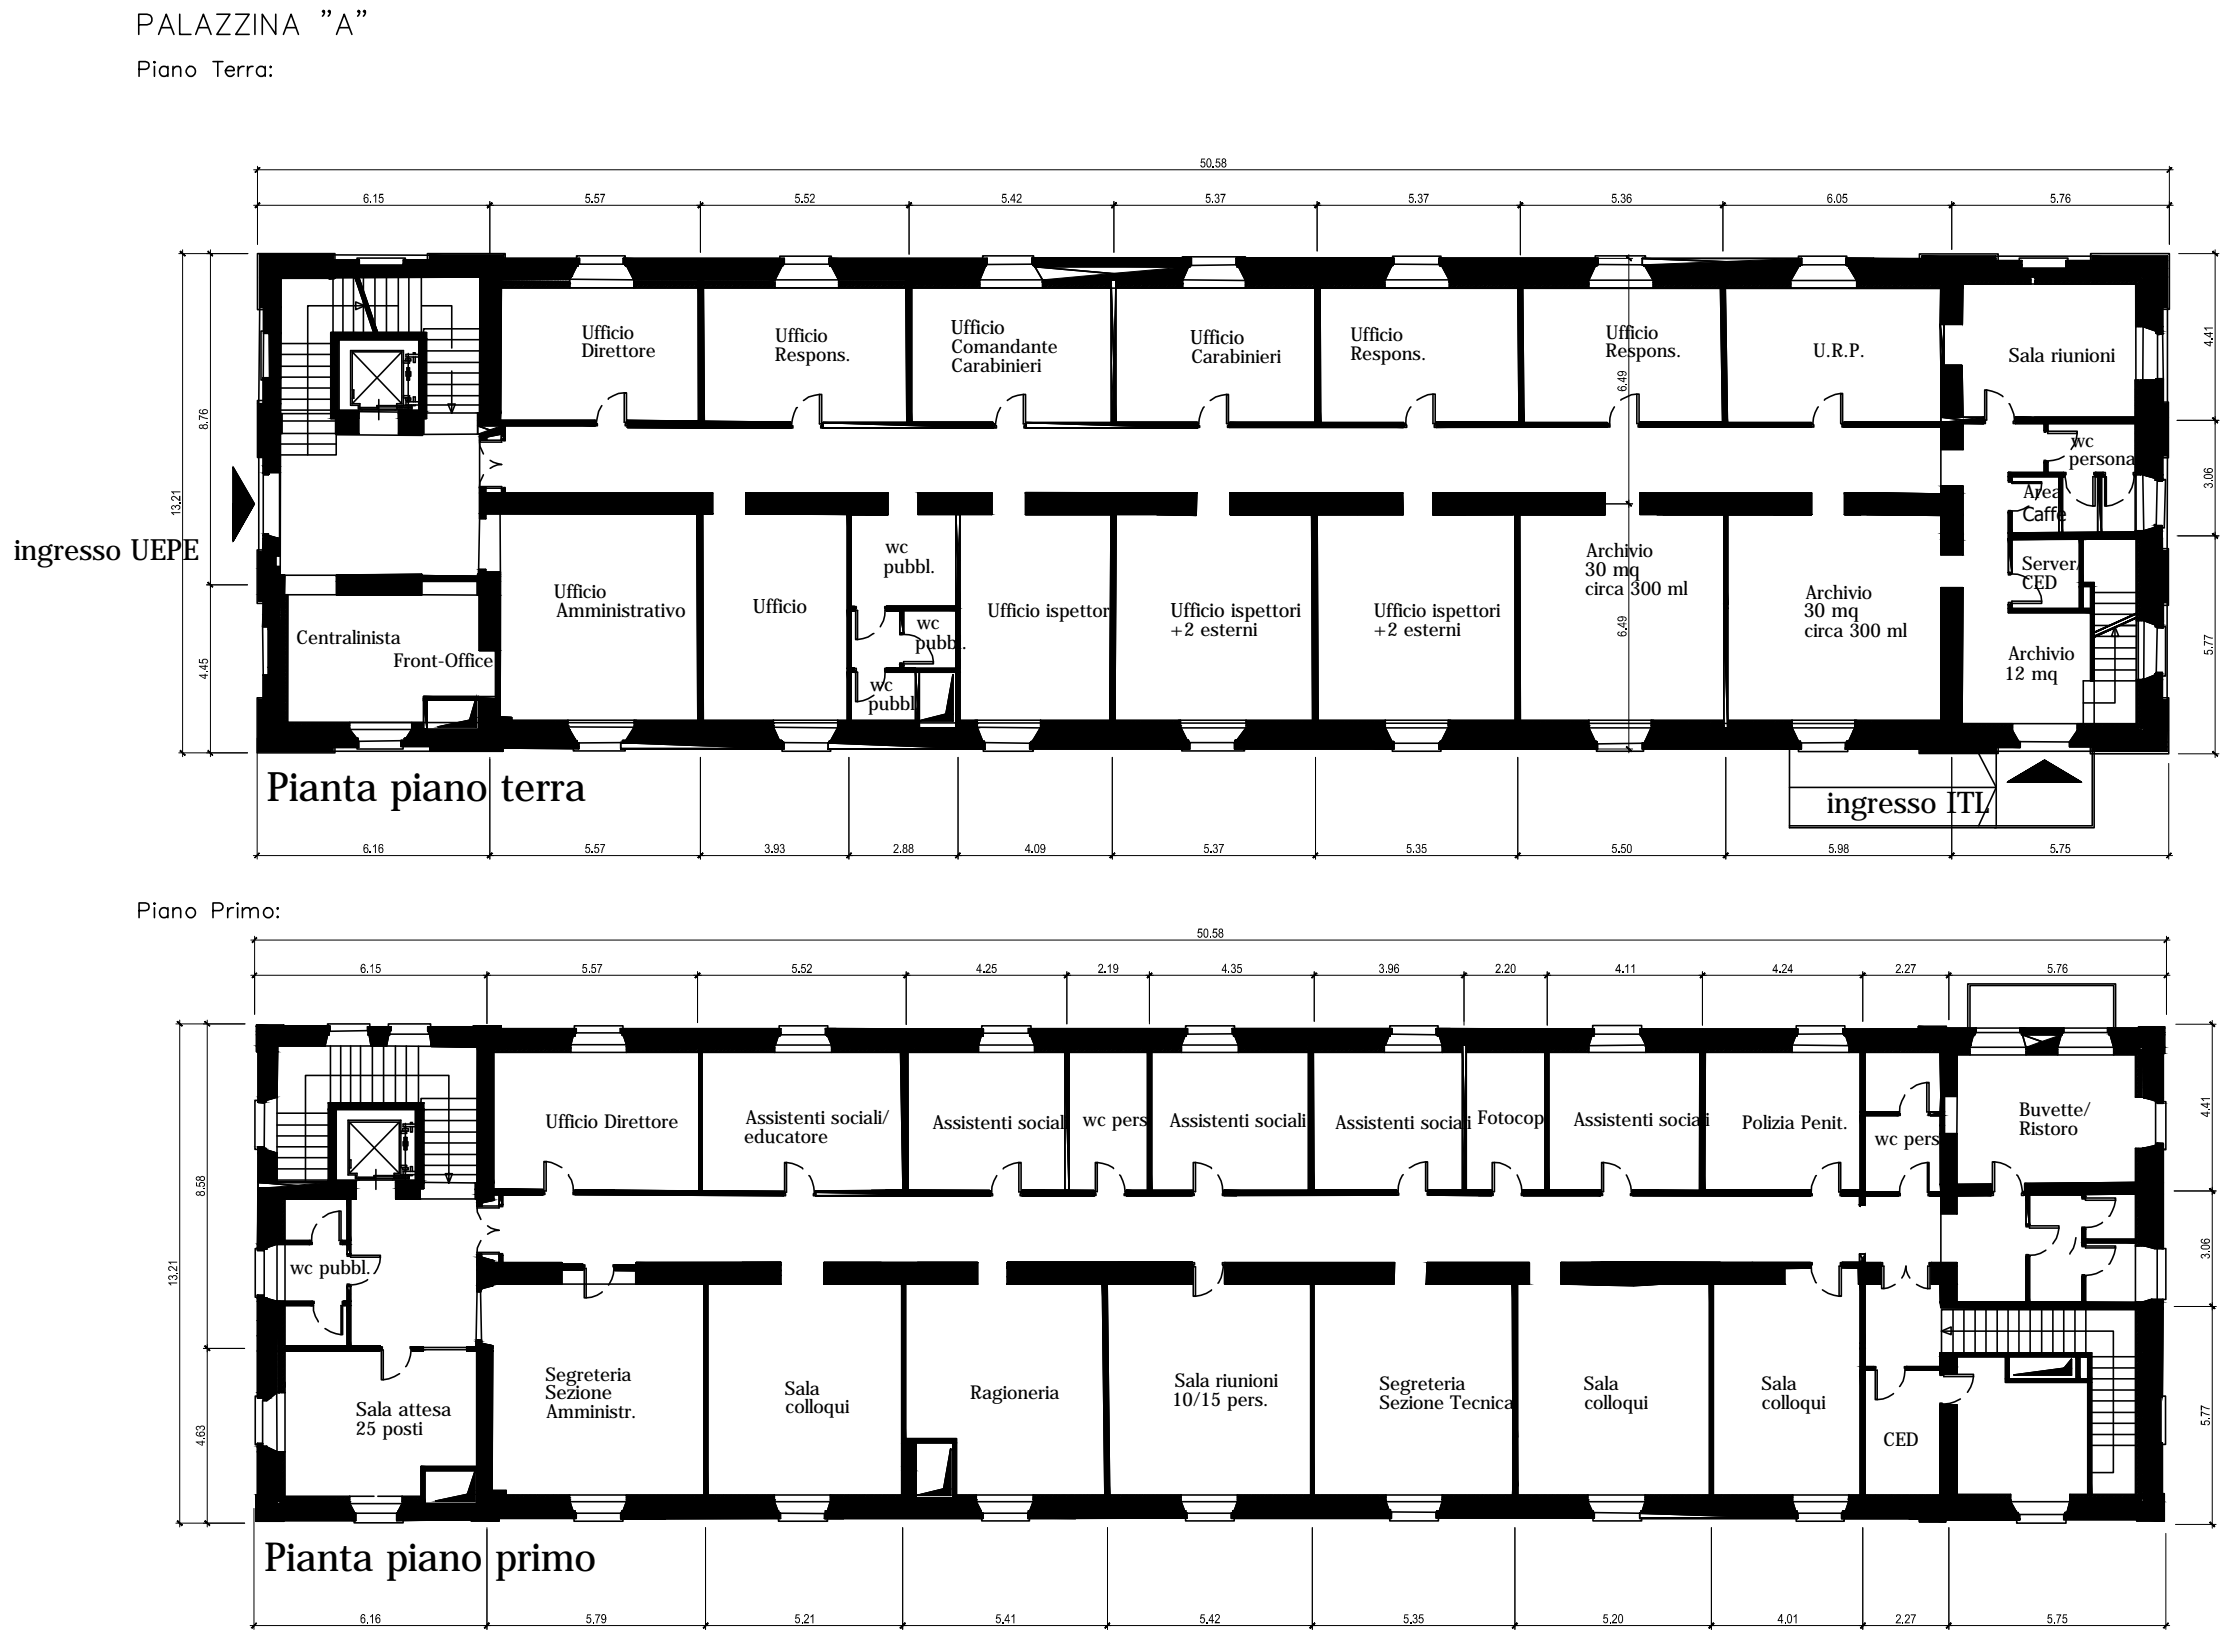 PALAZZINA "A"
Piano Terra:
50.58
6.15
5.57
5.52
5.42
5.37
5.37
5.36
6.05
5.76
Ufficio
Direttore
Ufficio
Respons.
Ufficio
Comandante
Carabinieri
Ufficio
Carabinieri
Ufficio
Respons.
Ufficio
Respons.
U.R.P.
Sala riunioni
4.41
6.49
8.76
13.21
3.06
wc
persona
Area
Caffe
ingresso UEPE
wc
pubbl.
Ufficio
Amministrativo
Ufficio
Ufficio ispettor
Ufficio ispettori
+2 esterni
Ufficio ispettori
+2 esterni
Archivio
30 mq
circa 300 ml
Archivio
30 mq
circa 300 ml
Server/
CED
Centralinista
Front-Office
wc
pubbl.
wc
pubbl
6.49
Archivio
12 mq
5.77
4.45
Pianta piano terra
ingresso ITL
6.16
5.57
3.93
2.88
4.09
5.37
5.35
5.50
5.98
5.75
Piano Primo:
50.58
6.15
5.57
5.52
4.25
2.19
4.35
3.96
2.20
4.11
4.24
2.27
5.76
Ufficio Direttore
Assistenti sociali/
educatore
Assistenti sociali
wc pers
Assistenti sociali
Assistenti sociali
Fotocop
Assistenti sociali
Polizia Penit.
wc pers
Buvette/
Ristoro
4.41
8.58
13.21
3.06
wc pubbl.
Sala attesa
25 posti
Segreteria
Sezione
Amministr.
Sala
colloqui
Ragioneria
Sala riunioni
10/15 pers.
Segreteria
Sezione Tecnica
Sala
colloqui
Sala
colloqui
CED
5.77
4.63
Pianta piano primo
6.16
5.79
5.21
5.41
5.42
5.35
5.20
4.01
2.27
5.75